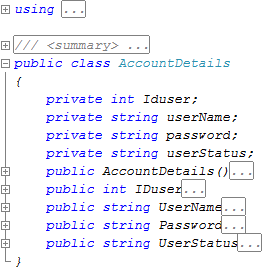 using ...
/// <summary> ...
public class AccountDetails
{
private int Iduser;
private string userName;
private string password;
private string userStatus;
public AccountDetails()...
public int IDuser...
public string UserName...
public string Password...
public string UserStatus...
}